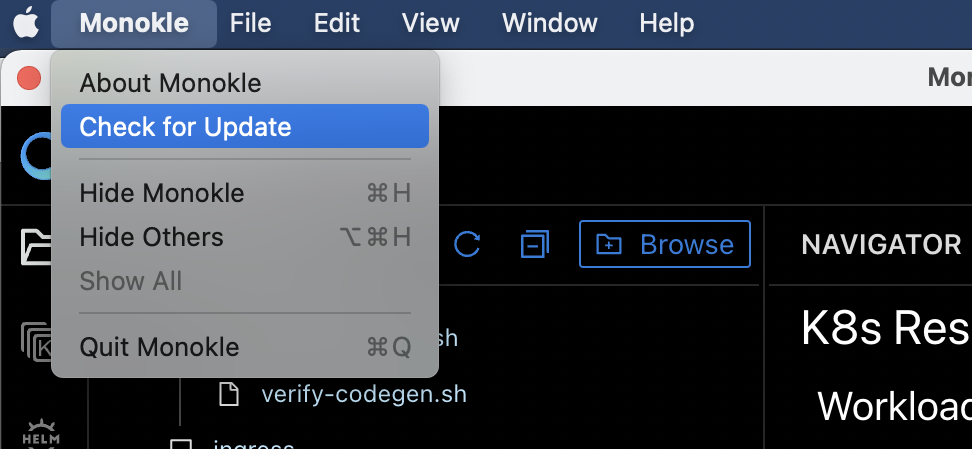 Monokle File Edit View Window Help
Mon
About Monokle
Check for Update
Hide Monokle ⌘H
Hide Others ⌥⌘H
Show All
Quit Monokle ⌘Q
Browse
NAVIGATOR
K8s Res
sh
verify-codegen.sh
Workload
K
HELM
ingress